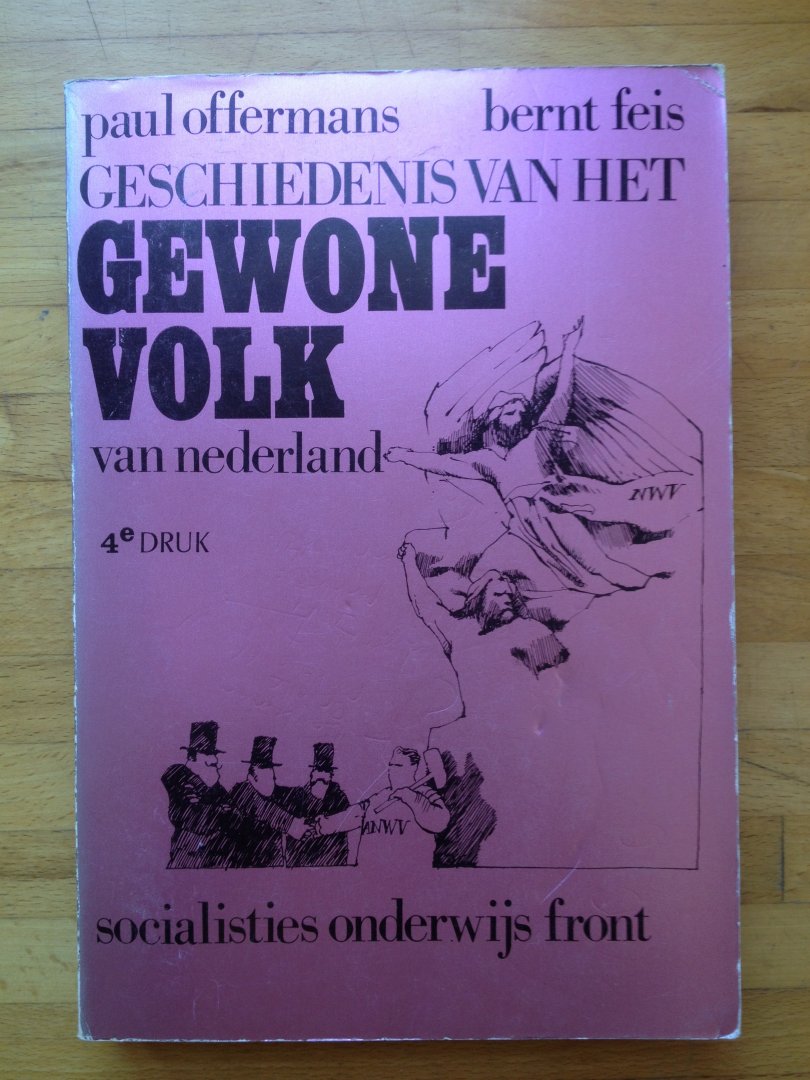 paul offermans bernt feis
GESCHIEDENIS VAN HET
GEWONE
VOLK
van nederland
NWV
4e DRUK
ANWV
socialisties onderwijs front